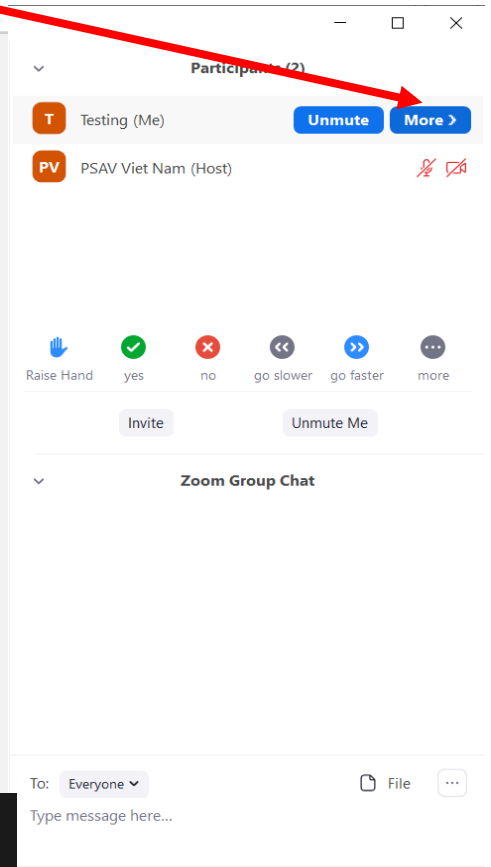 Participants (2)
T Testing (Me) Unmute More >
PV PSAV Viet Nam (Host)
Raise Hand yes no go slower go faster more
Invite Unmute Me
Zoom Group Chat
To: Everyone File ...
Type message here...